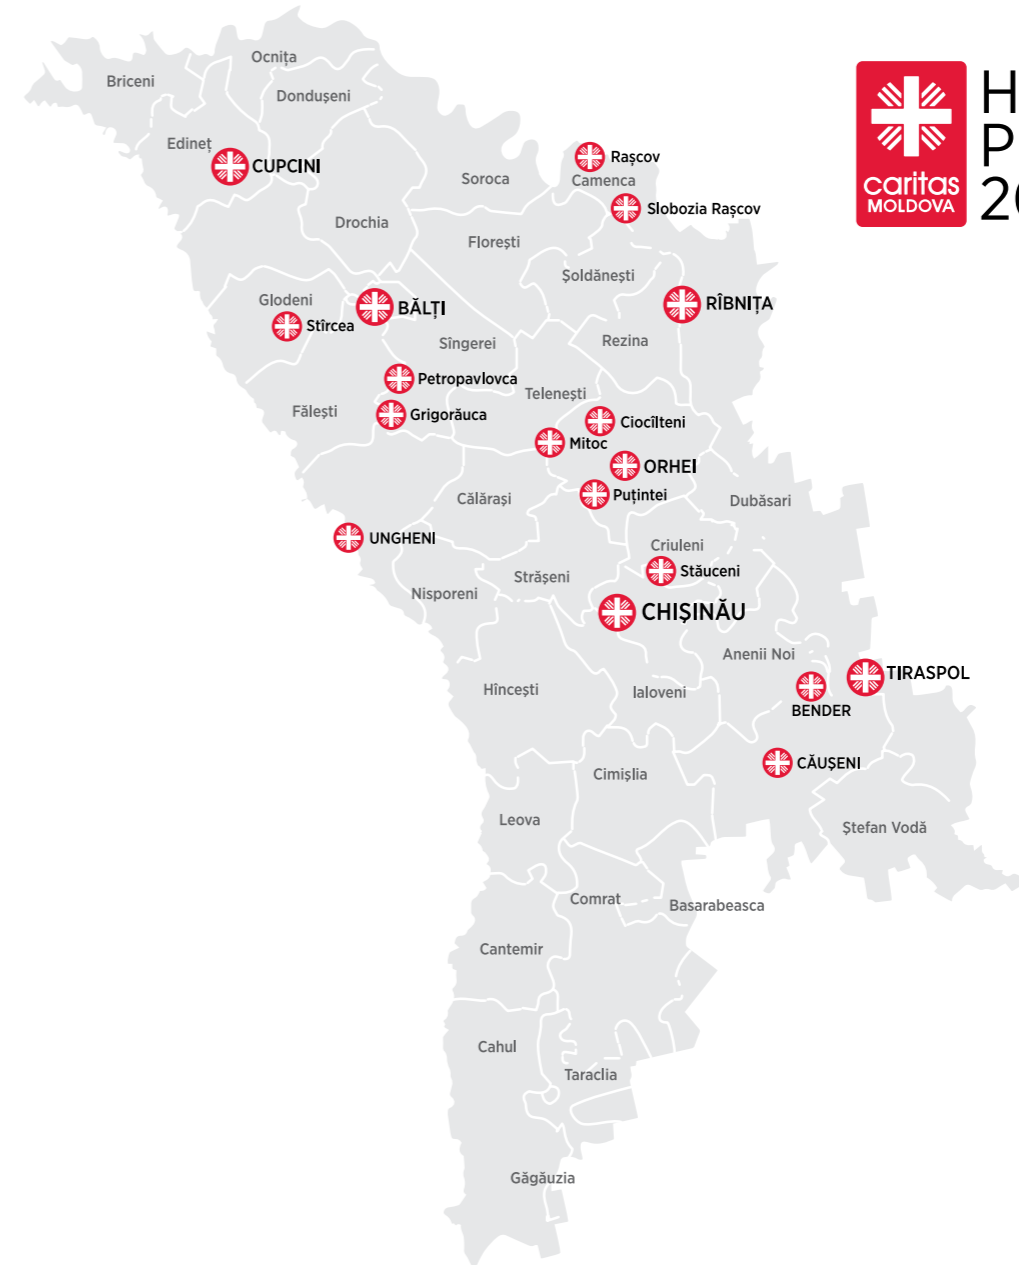 Ocnița
Briceni
Dondușeni
Edineț
CUPCINI
H
P
20
caritas
MOLDOVA
Rașcov
Camenca
Soroca
Slobozia Rașcov
Drochia
Florești
Șoldănești
Glodeni
BĂLȚI
RÎBNIȚA
Stîrcea
Sîngerei
Rezina
Petropavlovca
Telenești
Fălești
Grigorăuca
Ciocîlteni
Mitoc
ORHEI
Călărași
Puțintei
Dubăsari
UNGHENI
Criuleni
Strășeni
Stăuceni
Nisporeni
CHIȘINĂU
Anenii Noi
TIRASPOL
Hîncești
Ialoveni
BENDER
CĂUȘENI
Cimișlia
Leova
Ștefan Vodă
Comrat
Basarabeasca
Cantemir
Cahul
Taraclia
Găgăuzia